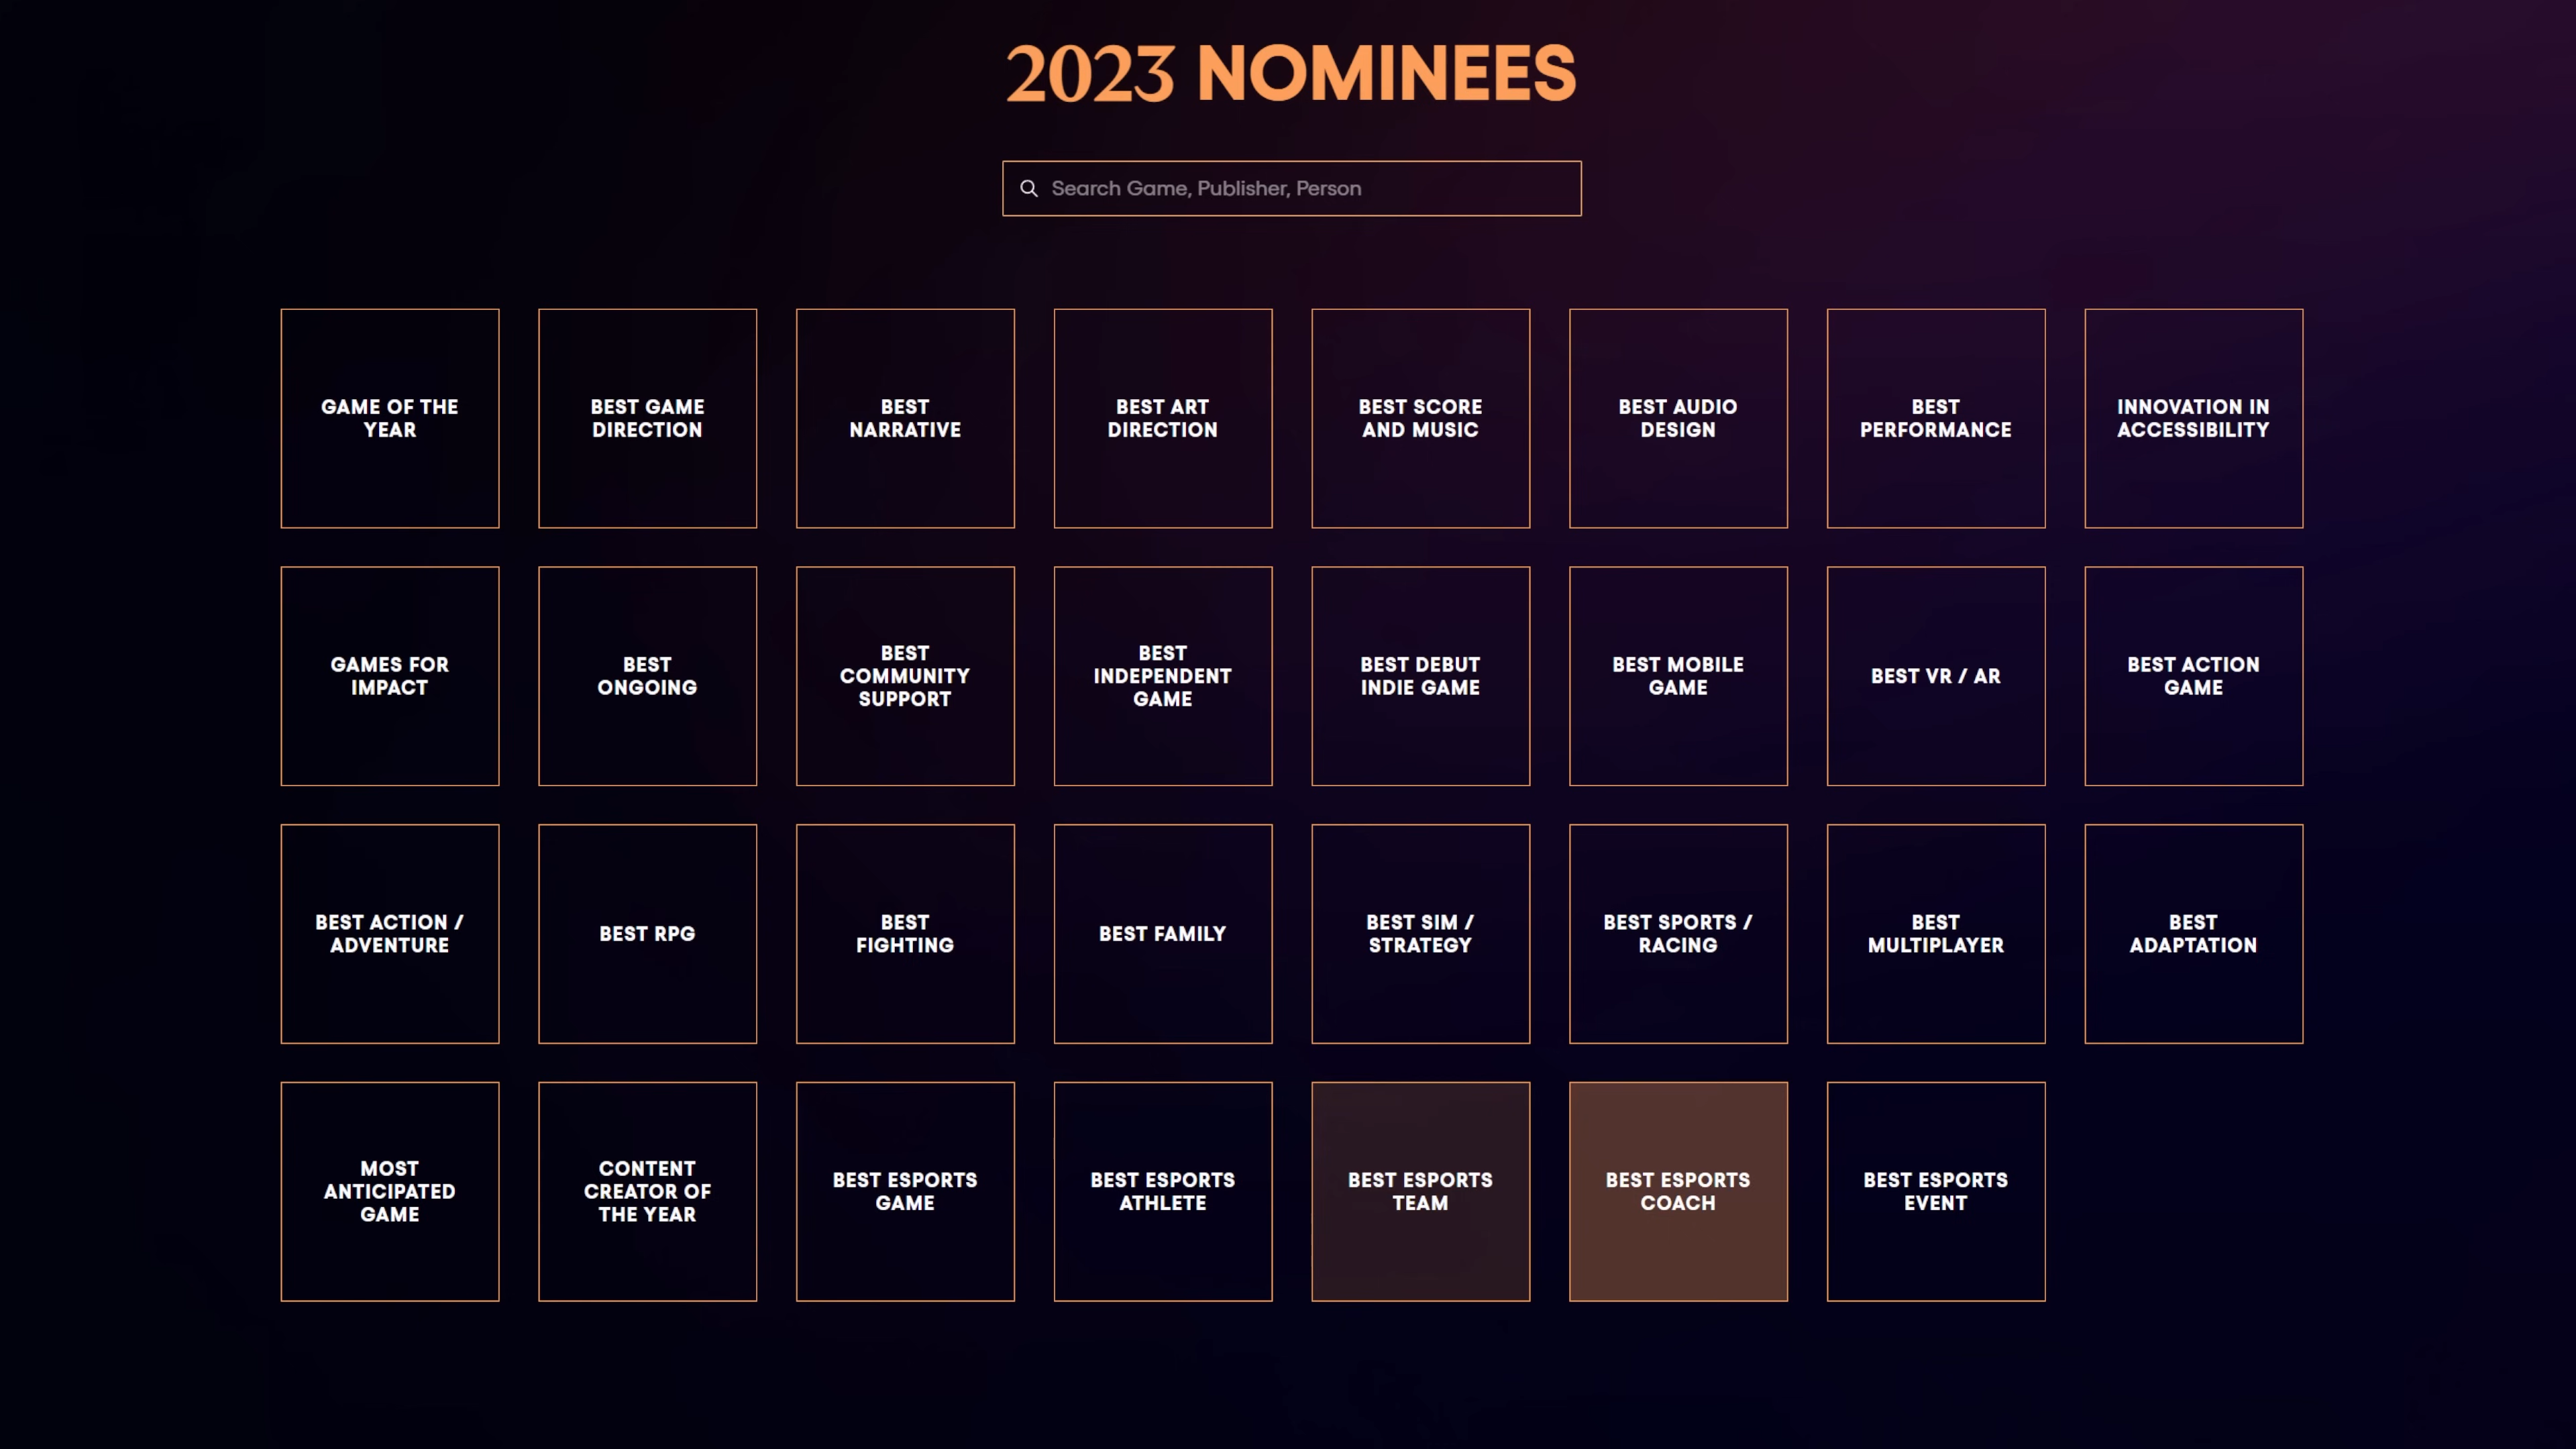 2023 NOMINEES
Search Game, Publisher, Person
GAME OF THE
YEAR
BEST GAME
DIRECTION
BEST
NARRATIVE
BEST ART
DIRECTION
BEST SCORE
AND MUSIC
BEST AUDIO
DESIGN
BEST
PERFORMANCE
INNOVATION IN
ACCESSIBILITY
GAMES FOR
IMPACT
BEST
ONGOING
BEST
COMMUNITY
SUPPORT
BEST
INDEPENDENT
GAME
BEST DEBUT
INDIE GAME
BEST MOBILE
GAME
BEST VR / AR
BEST ACTION
GAME
BEST ACTION /
ADVENTURE
BEST RPG
BEST
FIGHTING
BEST FAMILY
BEST SIM /
STRATEGY
BEST SPORTS /
RACING
BEST
MULTIPLAYER
BEST
ADAPTATION
MOST
ANTICIPATED
GAME
CONTENT
CREATOR OF
THE YEAR
BEST ESPORTS
GAME
BEST ESPORTS
ATHLETE
BEST ESPORTS
TEAM
BEST ESPORTS
COACH
BEST ESPORTS
EVENT